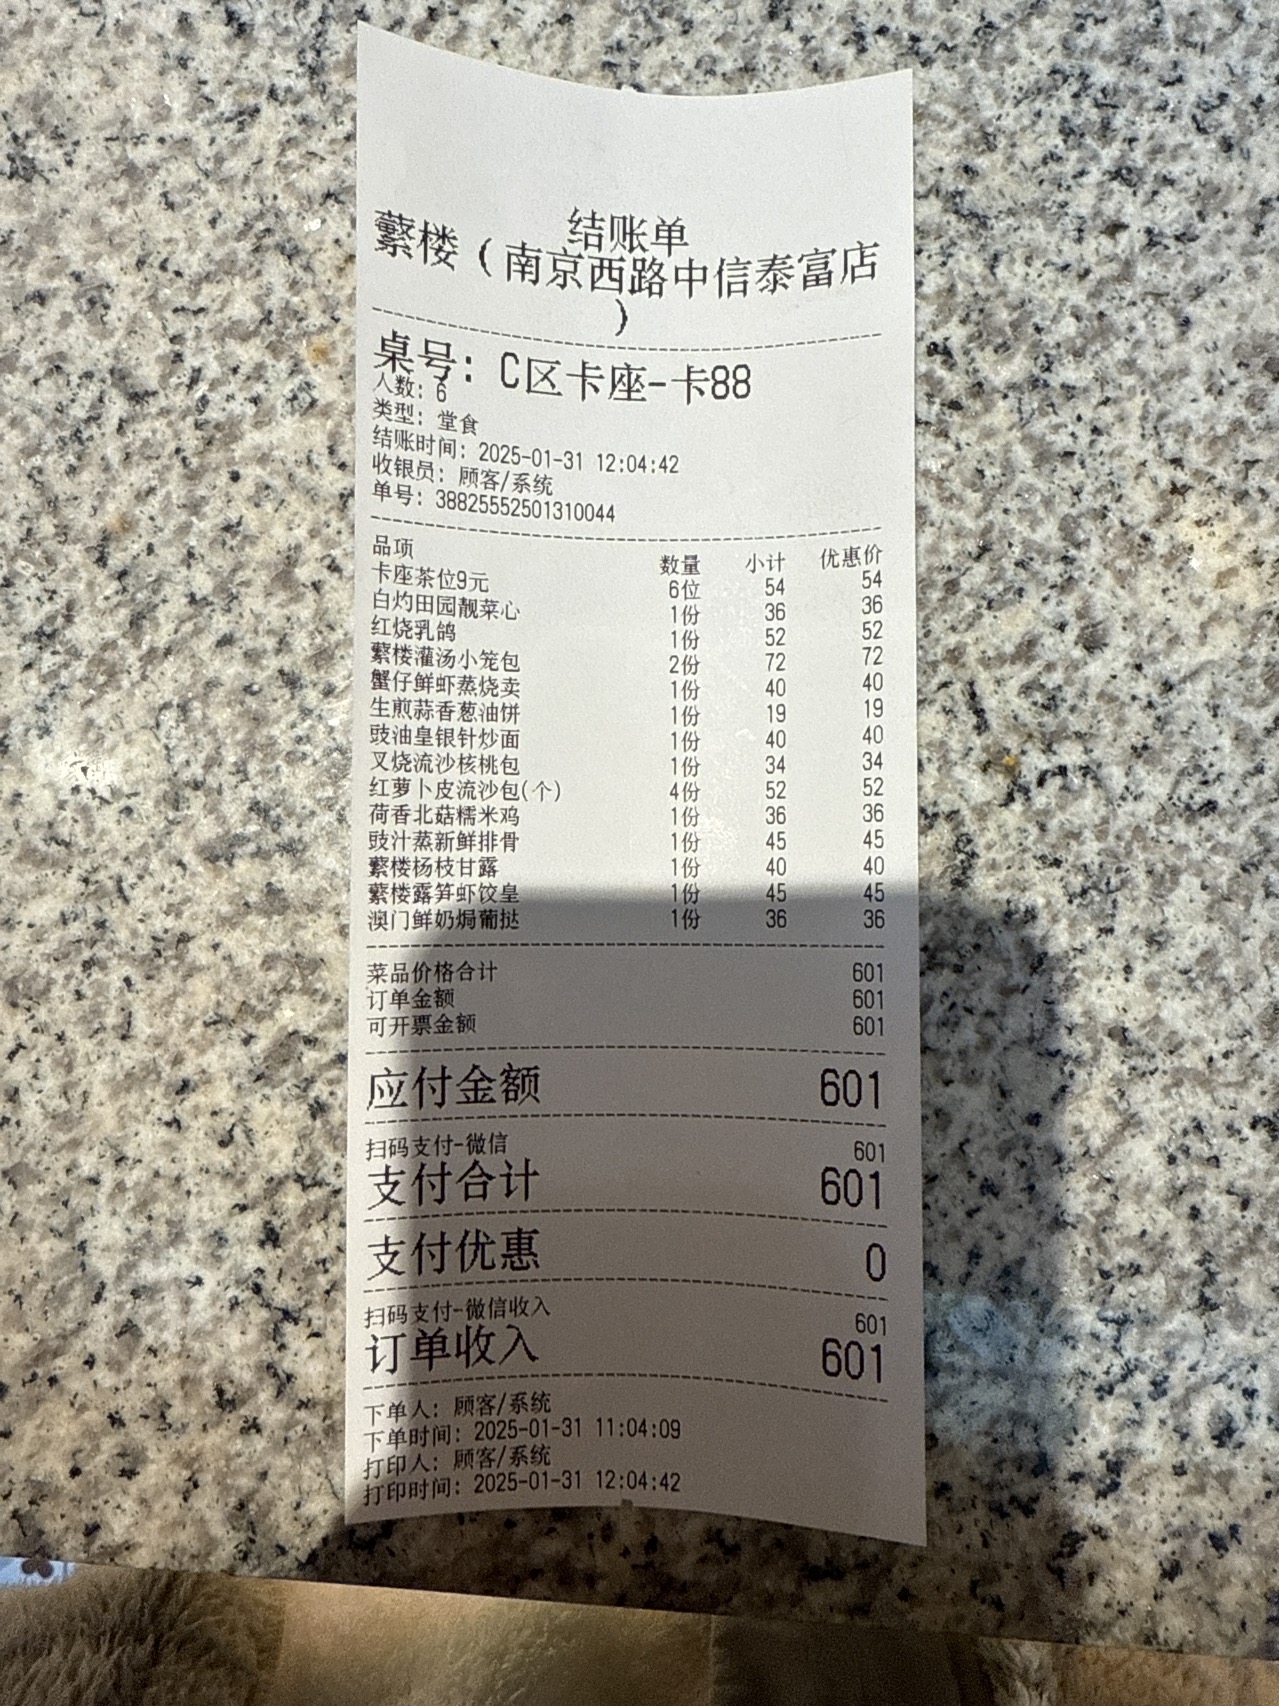 结账单
蘩楼（南京西路中信泰富店
）
桌号：C区卡座-卡88
人数：6
类型：堂食
结账时间：2025-01-31 12:04:42
收银员：顾客/系统
单号：38825552501310044
品项 数量 小计 优惠价
卡座茶位9元 6位 54 54
白灼田园靓菜心 1份 36 36
红烧乳鸽 1份 52 52
蘩楼灌汤小笼包 2份 72 72
蟹仔鲜虾蒸烧卖 1份 40 40
生煎蒜香葱油饼 1份 19 19
豉油皇银针炒面 1份 40 40
叉烧流沙核桃包 1份 34 34
红萝卜皮流沙包(个) 4份 52 52
荷香北菇糯米鸡 1份 36 36
豉汁蒸新鲜排骨 1份 45 45
蘩楼杨枝甘露 1份 40 40
蘩楼露笋虾饺皇 1份 45 45
澳门鲜奶焗葡挞 1份 36 36
菜品价格合计 601
订单金额 601
可开票金额 601
应付金额 601
扫码支付-微信 601
支付合计 601
支付优惠 0
扫码支付-微信收入 601
订单收入 601
下单人：顾客/系统
下单时间：2025-01-31 11:04:09
打印人：顾客/系统
打印时间：2025-01-31 12:04:42